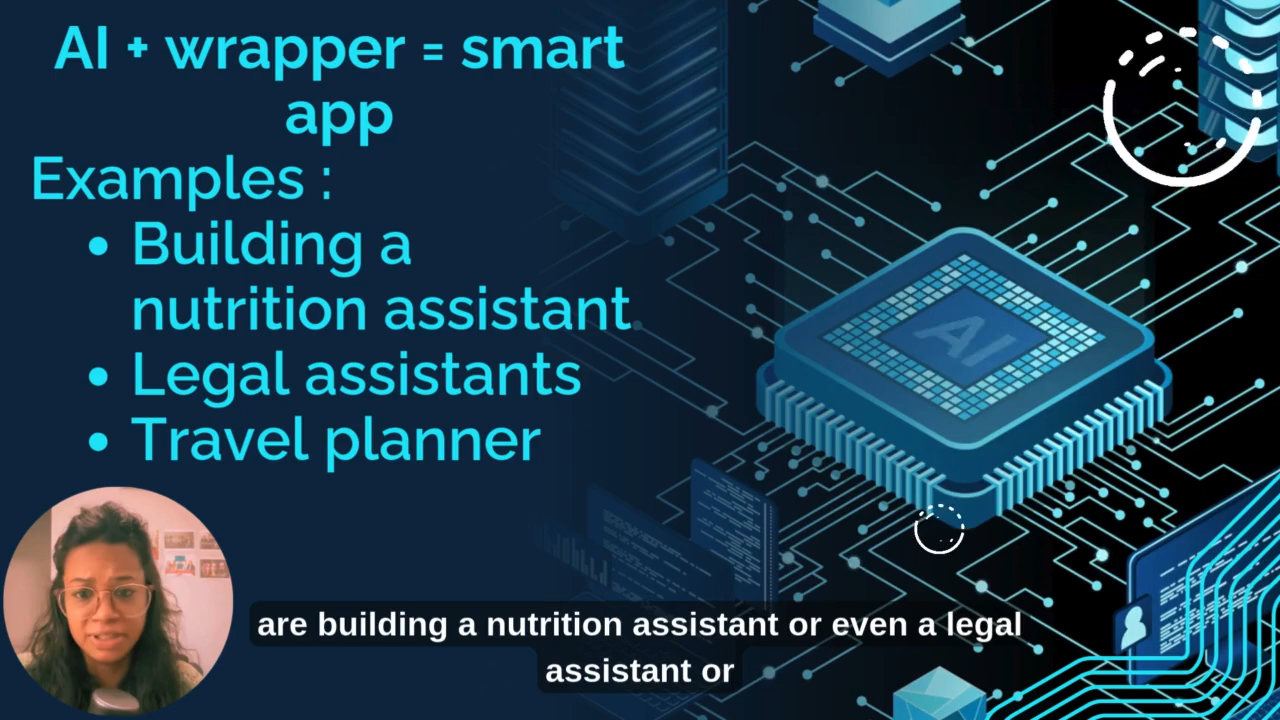 AI + wrapper = smart
app
Examples :
• Building a
nutrition assistant
• Legal assistants
• Travel planner
AI
are building a nutrition assistant or even a legal
assistant or